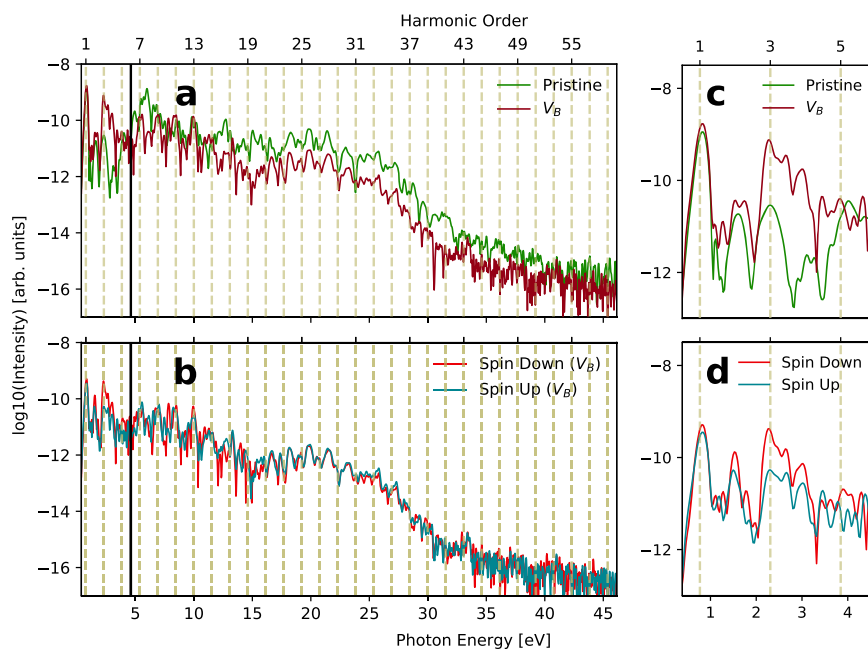 Harmonic Order
1 7 13 19 25 31 37 43 49 55
1 3 5
−8
−10
−12
−14
−16
a
Pristine
V_B
−8
−10
−12
c
Pristine
V_B
log10(Intensity) [arb. units]
−8
−10
−12
−14
−16
b
Spin Down (V_B)
Spin Up (V_B)
−8
−10
−12
d
Spin Down
Spin Up
5 10 15 20 25 30 35 40 45
1 2 3 4
Photon Energy [eV]